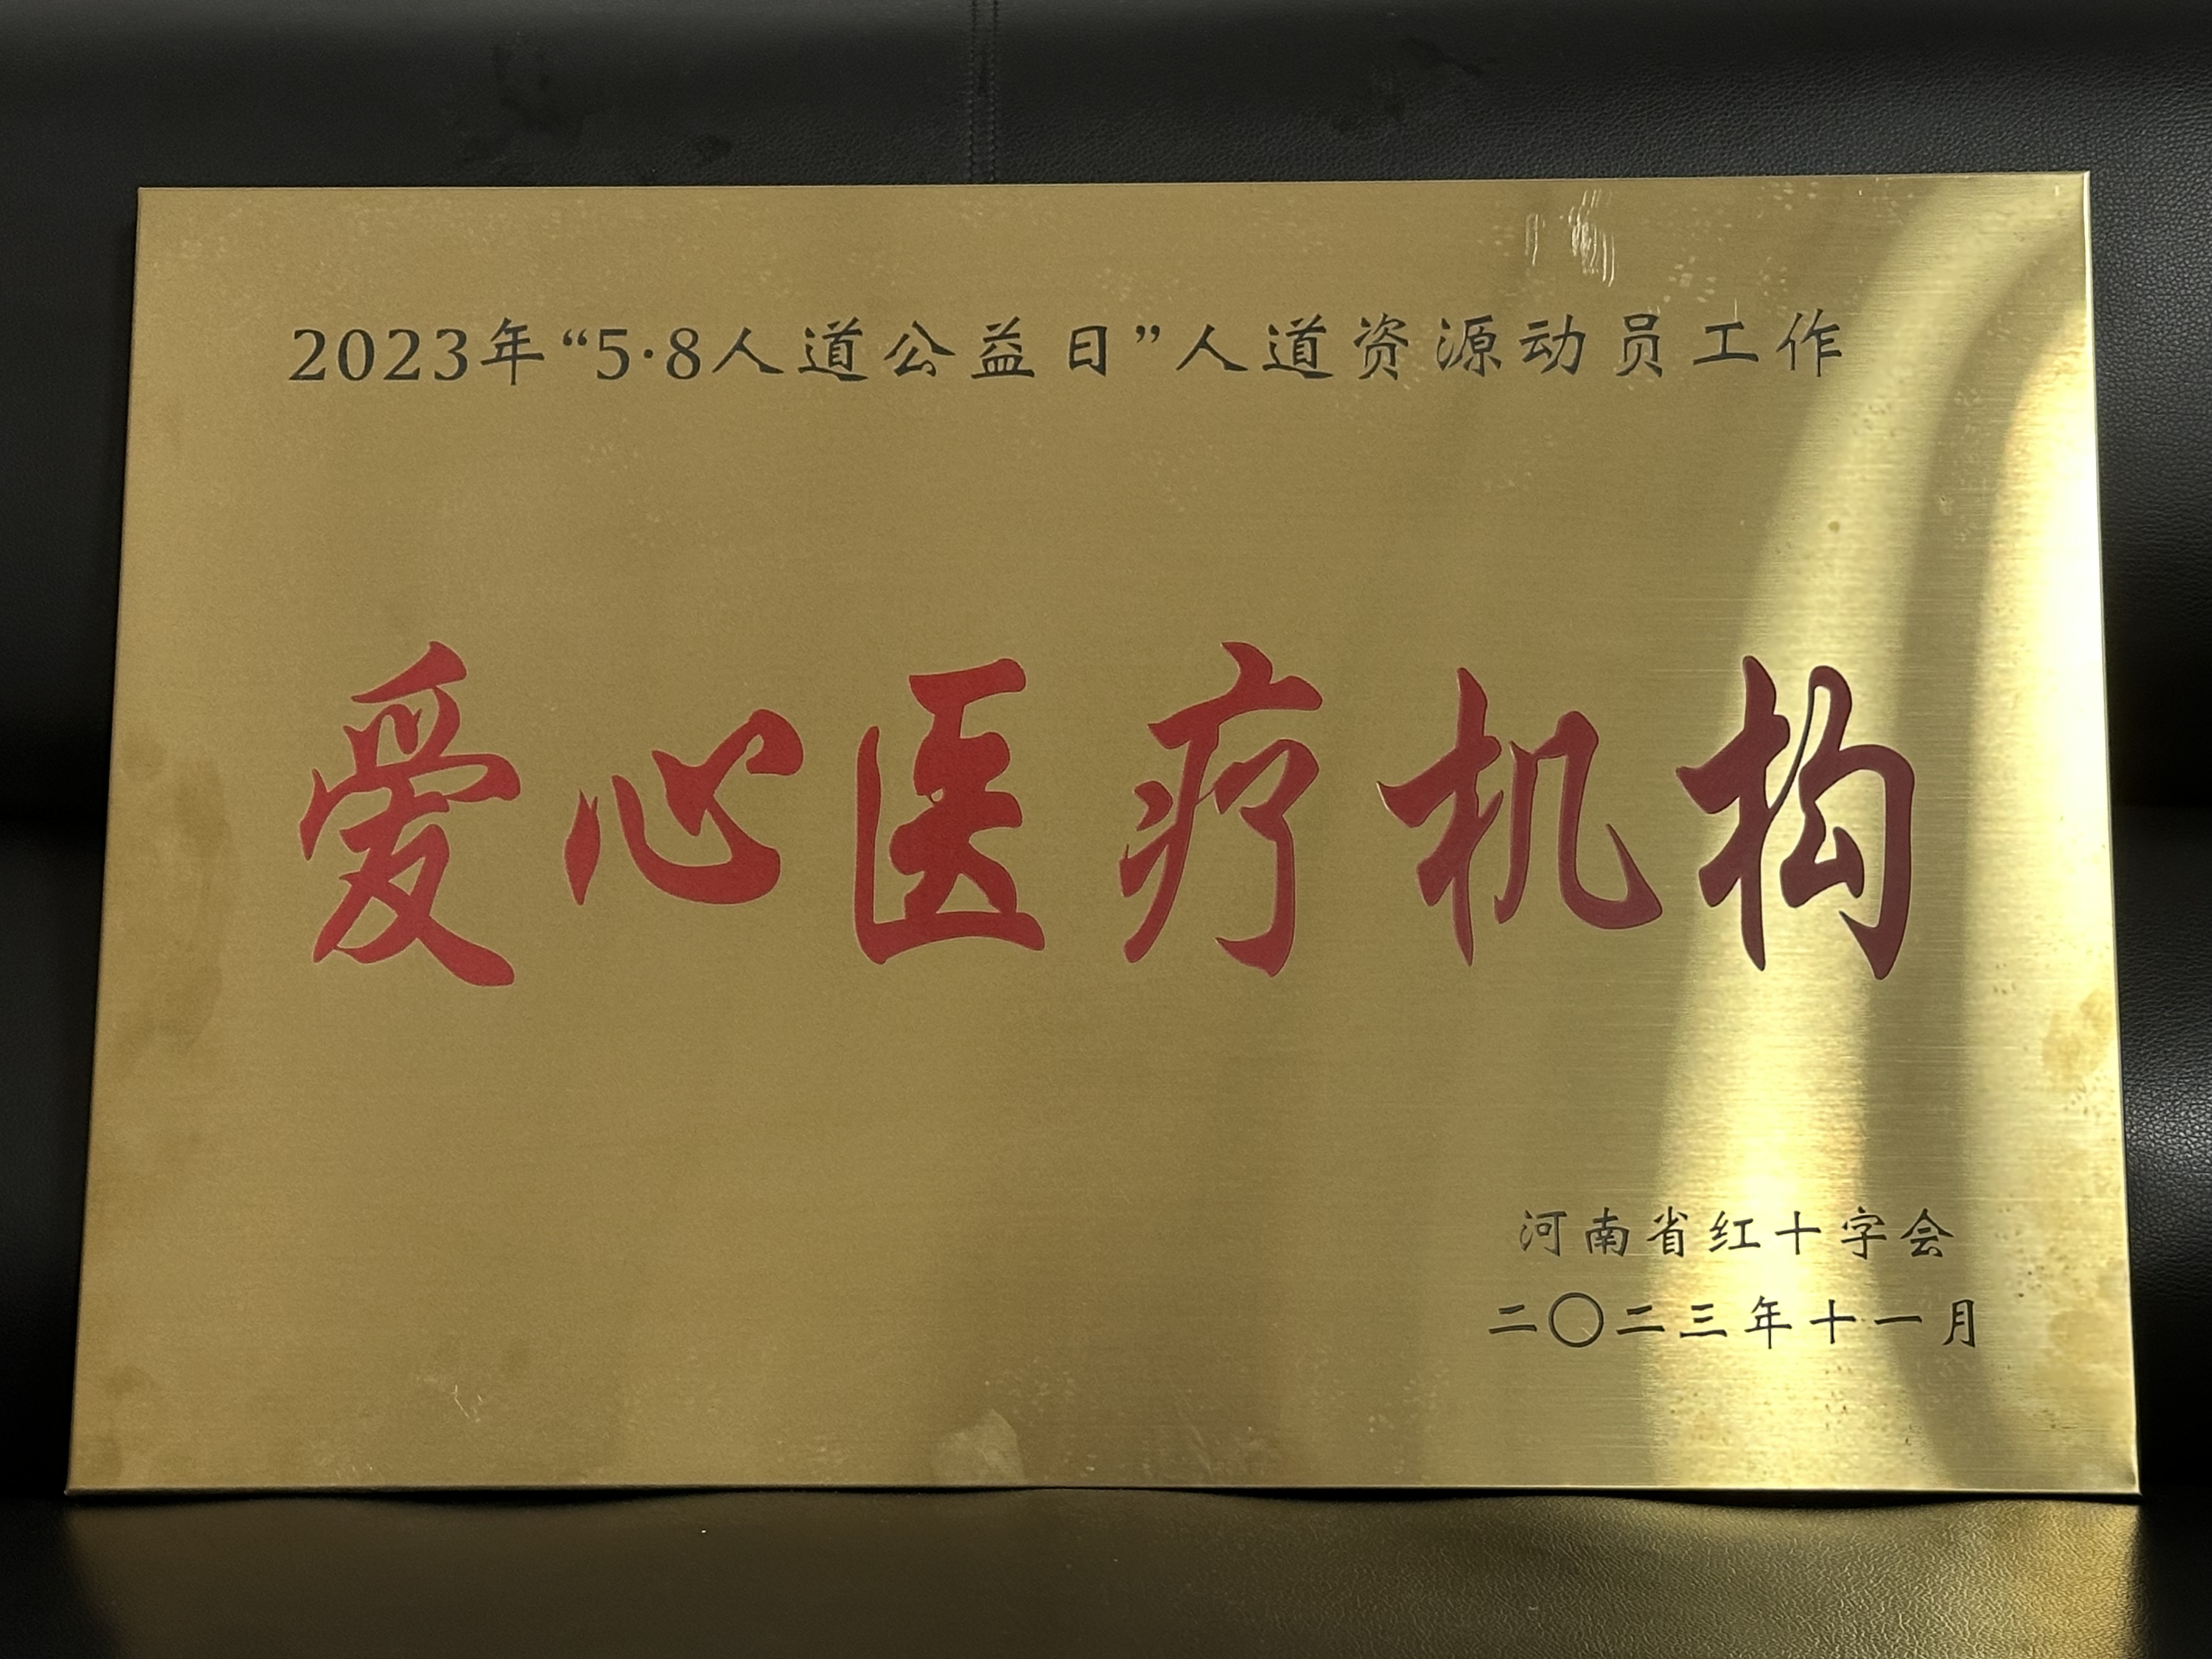 2023年“5·8人道公益日”人道资源动员工作
爱心医疗机构
河南省红十字会
二〇二三年十一月